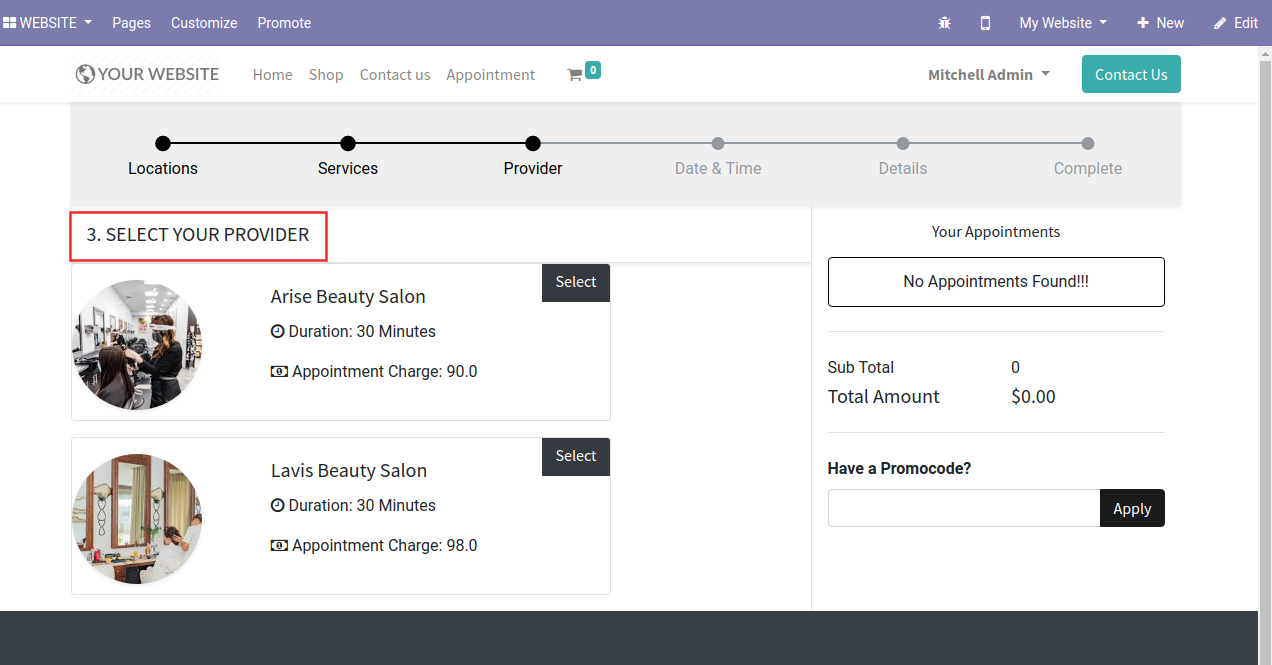 WEBSITE Pages Customize Promote My Website New Edit
YOUR WEBSITE Home Shop Contact us Appointment 0 Mitchell Admin Contact Us
Locations Services Provider Date & Time Details Complete
3. SELECT YOUR PROVIDER
Arise Beauty Salon
Select
Duration: 30 Minutes
Appointment Charge: 90.0
Lavis Beauty Salon
Select
Duration: 30 Minutes
Appointment Charge: 98.0
Your Appointments
No Appointments Found!!!
Sub Total 0
Total Amount $0.00
Have a Promocode?
Apply